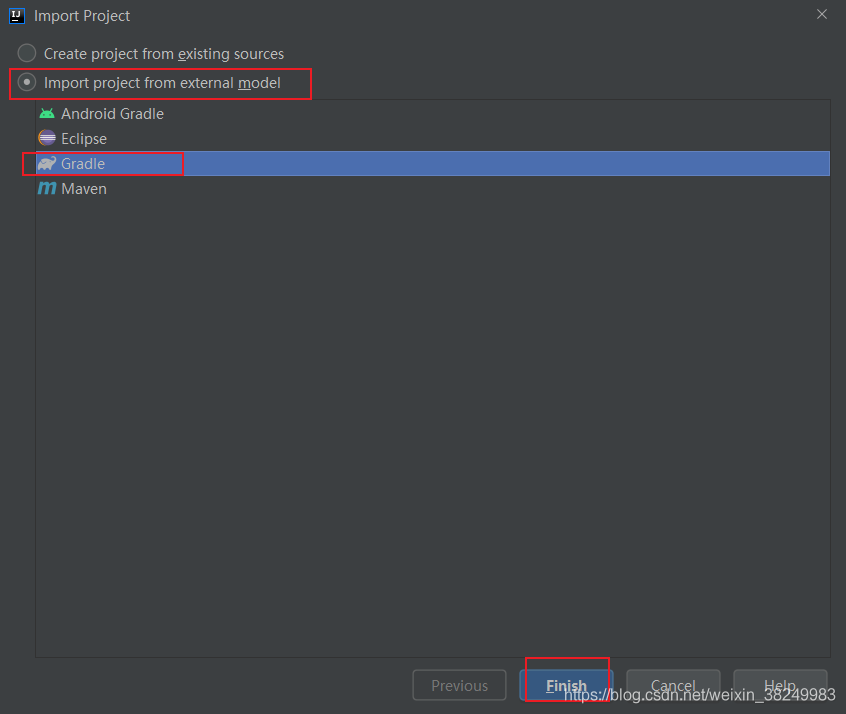 Import Project
Create project from existing sources
Import project from external model
Android Gradle
Eclipse
Gradle
Maven
Previous Finish Cancel Help
https://blog.csdn.net/weixin_38249983